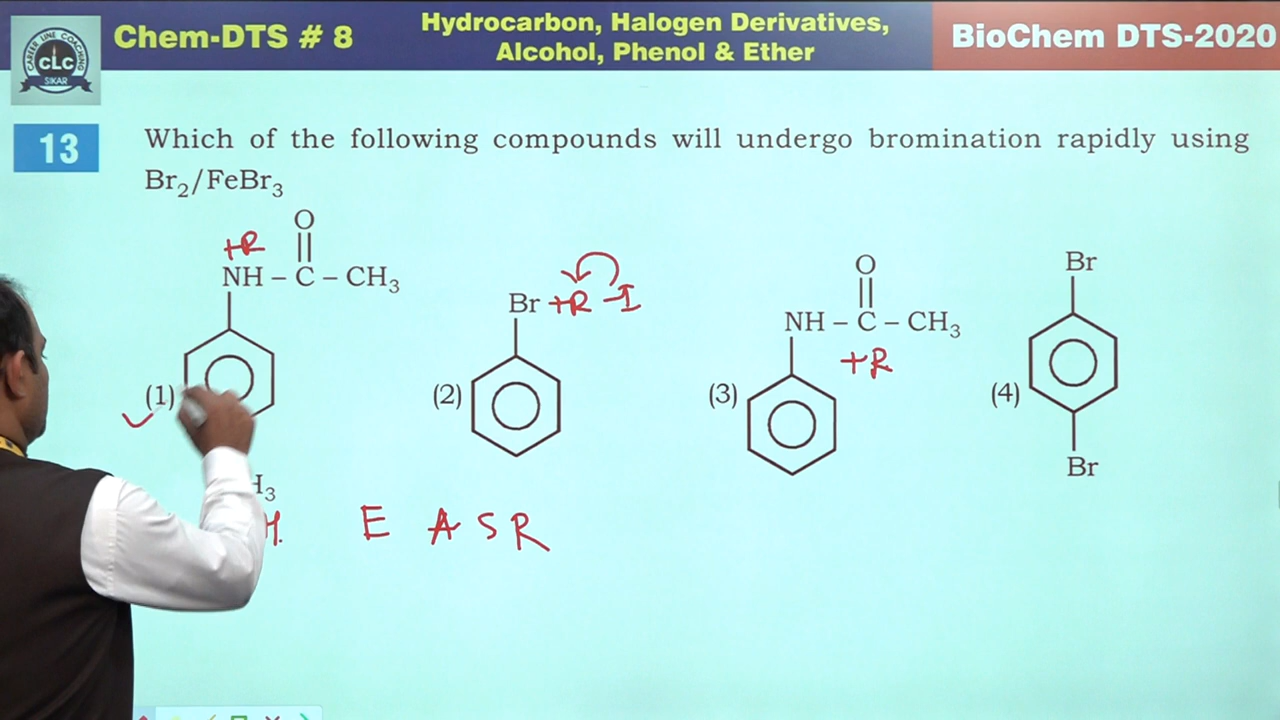 CAREER LINE COACHING
CLC
SIKAR
Chem-DTS # 8
Hydrocarbon, Halogen Derivatives,
Alcohol, Phenol & Ether
BioChem DTS-2020
13
Which of the following compounds will undergo bromination rapidly using
Br₂/FeBr₃
O
+R
NH – C – CH₃
(1)
H₃
H.
Br +R -I
(2)
O
NH – C – CH₃
+R
(3)
Br
(4)
Br
E A S R